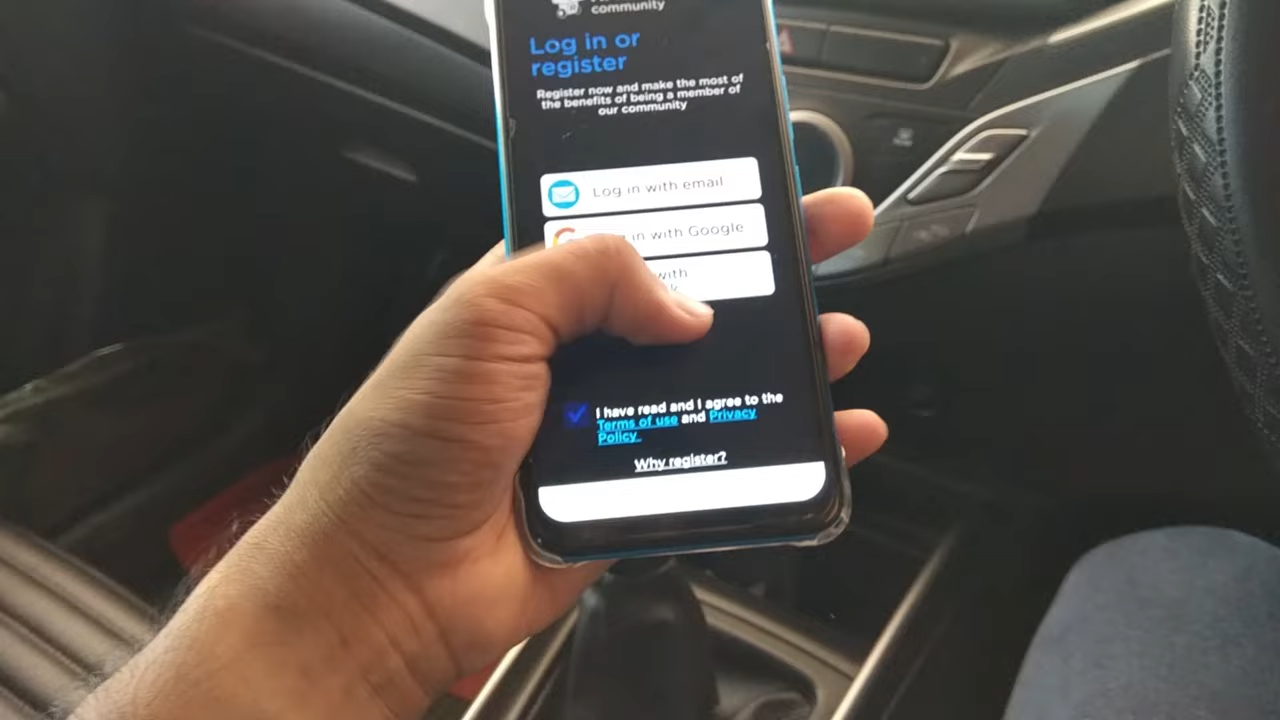 community
Log in or
register
Register now and make the most of
the benefits of being a member of
our community
Log in with email
in with Google
with
I have read and I agree to the
Terms of use and Privacy
Policy
Why register?